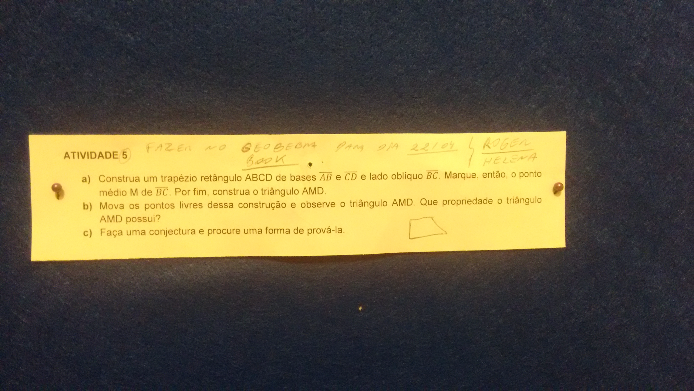 ATIVIDADE 5 FAZER NO GEOGEBRA PARA DIA 22/03 ROGER
BOOK HELENA
a) Construa um trapézio retângulo ABCD de bases AB e CD e lado oblíquo BC. Marque, então, o ponto
médio M de BC. Por fim, construa o triângulo AMD.
b) Mova os pontos livres dessa construção e observe o triângulo AMD. Que propriedade o triângulo
AMD possui?
c) Faça uma conjectura e procure uma forma de prová-la.